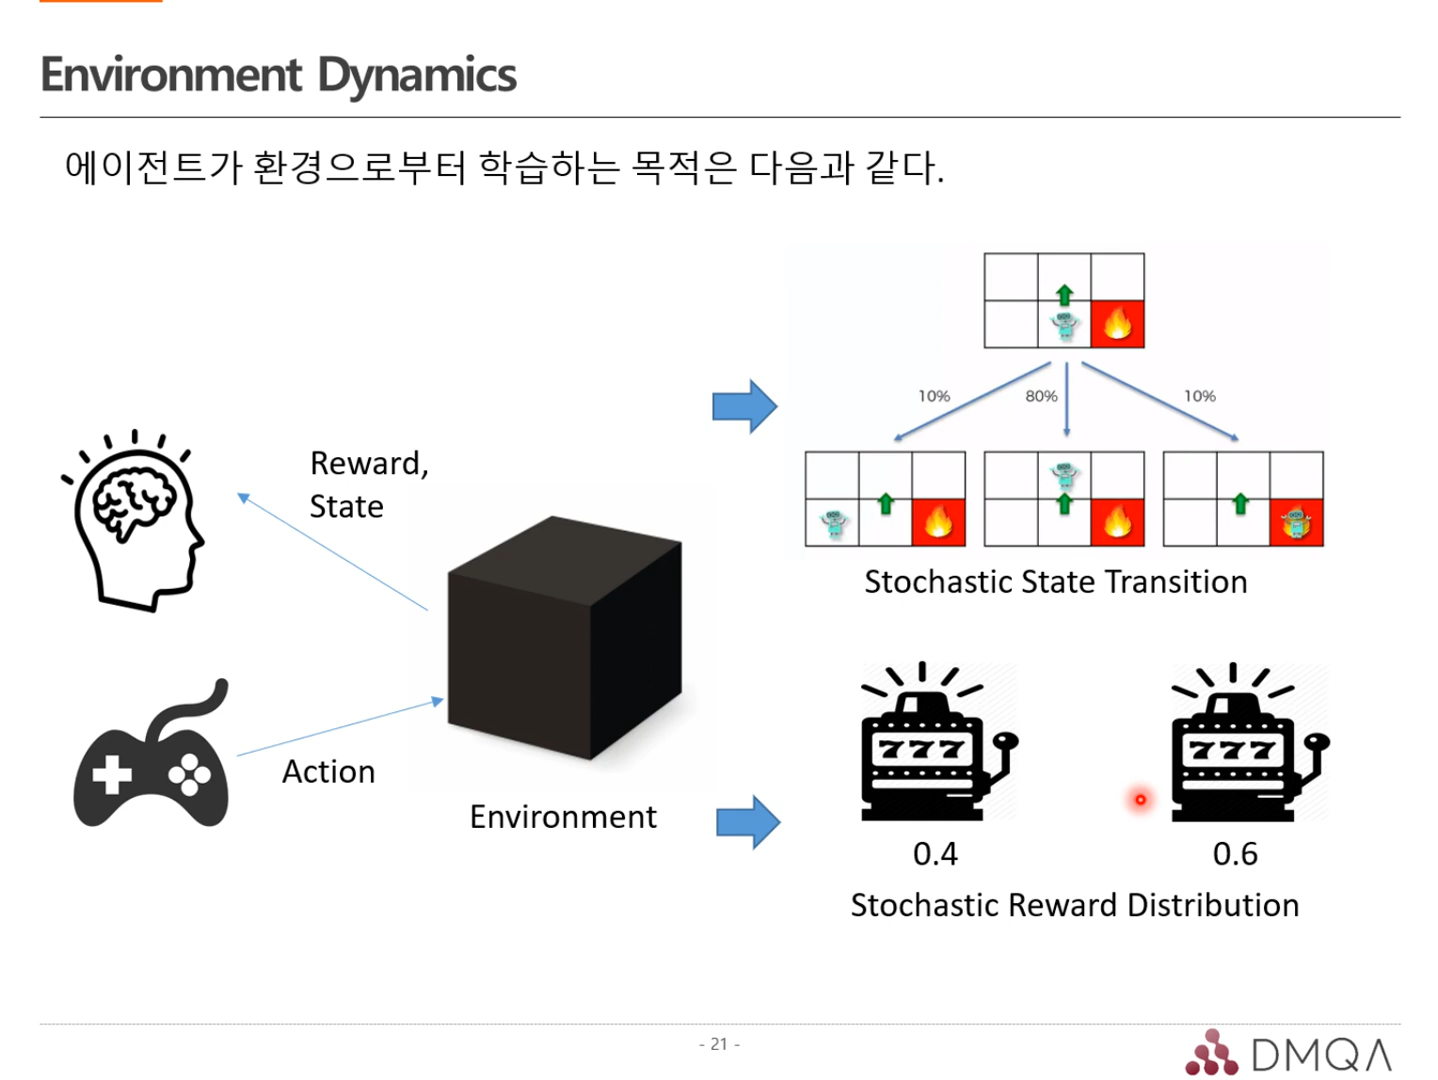 Environment Dynamics
에이전트가 환경으로부터 학습하는 목적은 다음과 같다.
Reward,
State
Action
Environment
10%
80%
10%
Stochastic State Transition
777
777
0.4
0.6
Stochastic Reward Distribution
- 21 -
DMQA